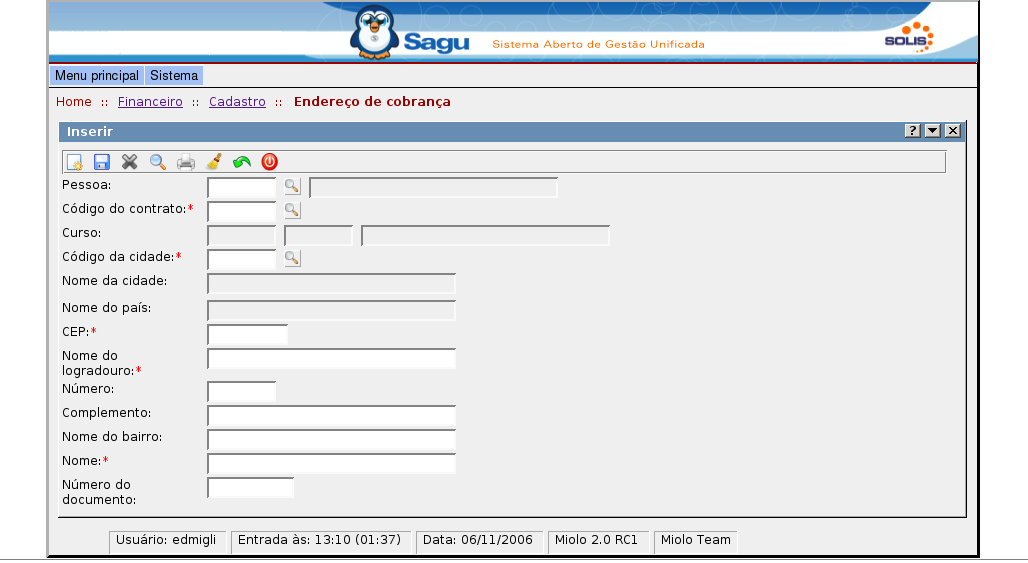 Sagu Sistema Aberto de Gestão Unificada SOLIS
Menu principal Sistema
Home :: Financeiro :: Cadastro :: Endereço de cobrança
Inserir ?
Pessoa:
Código do contrato:*
Curso:
Código da cidade:*
Nome da cidade:
Nome do país:
CEP:*
Nome do
logradouro:*
Número:
Complemento:
Nome do bairro:
Nome:*
Número do
documento:
Usuário: edmigli Entrada às: 13:10 (01:37) Data: 06/11/2006 Miolo 2.0 RC1 Miolo Team